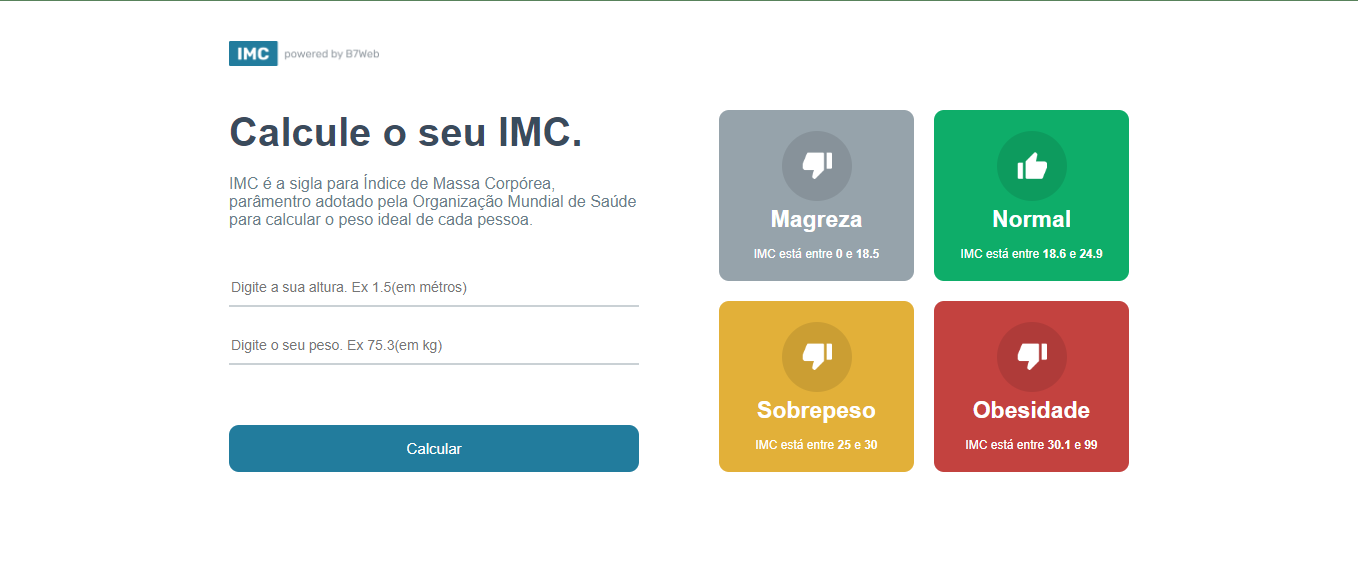 IMC powered by B7Web
Calcule o seu IMC.
IMC é a sigla para Índice de Massa Corpórea,
parâmentro adotado pela Organização Mundial de Saúde
para calcular o peso ideal de cada pessoa.
Digite a sua altura. Ex 1.5(em métros)
Digite o seu peso. Ex 75.3(em kg)
Calcular
Magreza
IMC está entre 0 e 18.5
Normal
IMC está entre 18.6 e 24.9
Sobrepeso
IMC está entre 25 e 30
Obesidade
IMC está entre 30.1 e 99